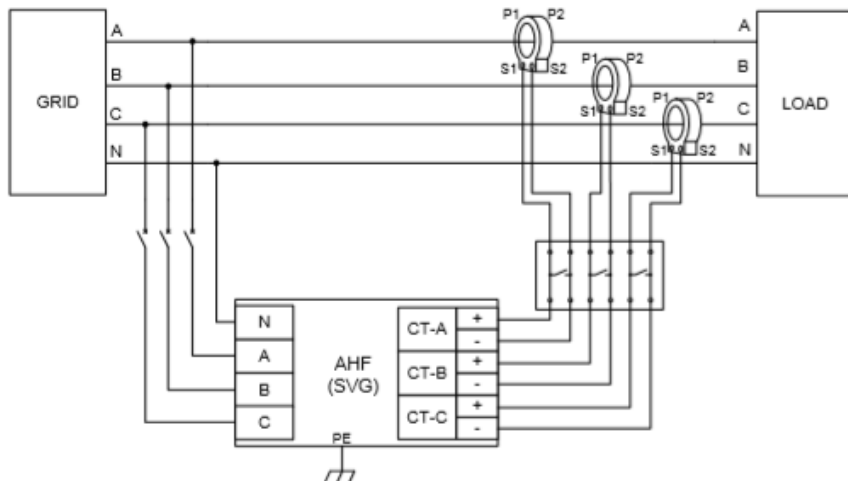 GRID
A
B
C
N
P1 P2
S1 S2
P1 P2
S1 S2
P1 P2
S1 S2
A
B
C
N
LOAD
N
A
B
C
AHF
(SVG)
PE
CT-A + -
CT-B + -
CT-C + -